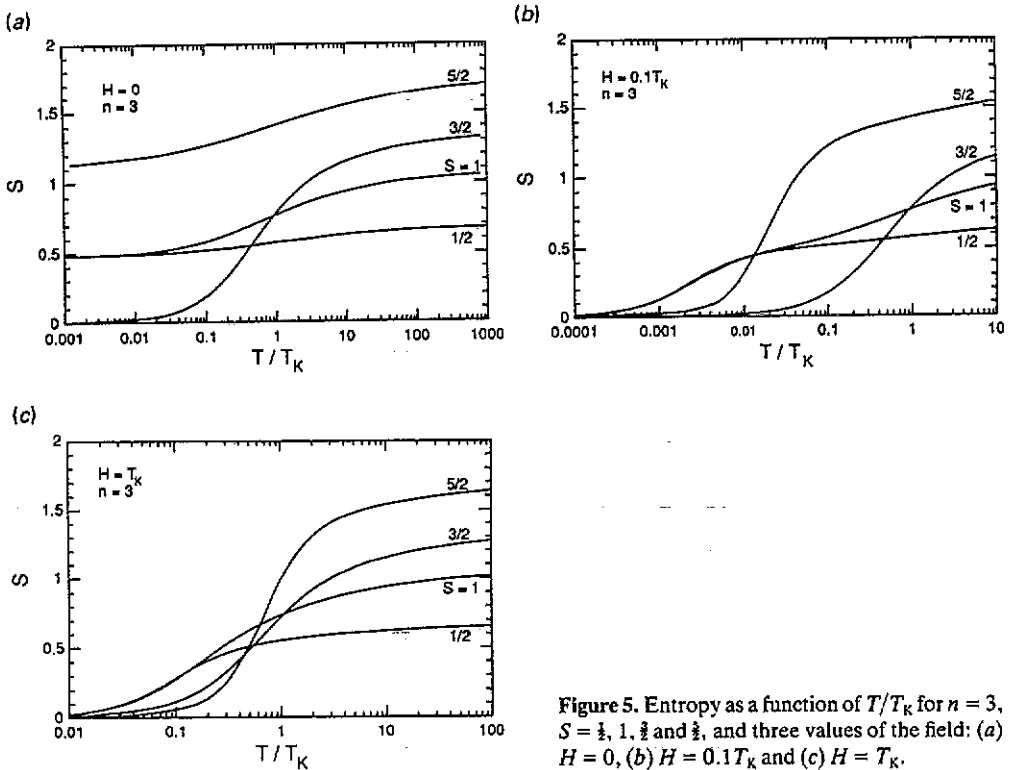 (a)
2
1.5
1
0.5
0
S
H = 0
n = 3
5/2
3/2
S = 1
1/2
0.001
0.01
0.1
1
10
100
1000
T / T_K
(b)
2
1.5
1
0.5
0
S
H = 0.1T_K
n = 3
5/2
3/2
S = 1
1/2
0.0001
0.001
0.01
0.1
1
10
T / T_K
(c)
2
1.5
1
0.5
0
S
H = T_K
n = 3
5/2
3/2
S = 1
1/2
0.01
0.1
1
10
100
T / T_K
Figure 5. Entropy as a function of T/T_K for n = 3,
S = ½, 1, 3/2 and 5/2, and three values of the field: (a)
H = 0, (b) H = 0.1T_K and (c) H = T_K.